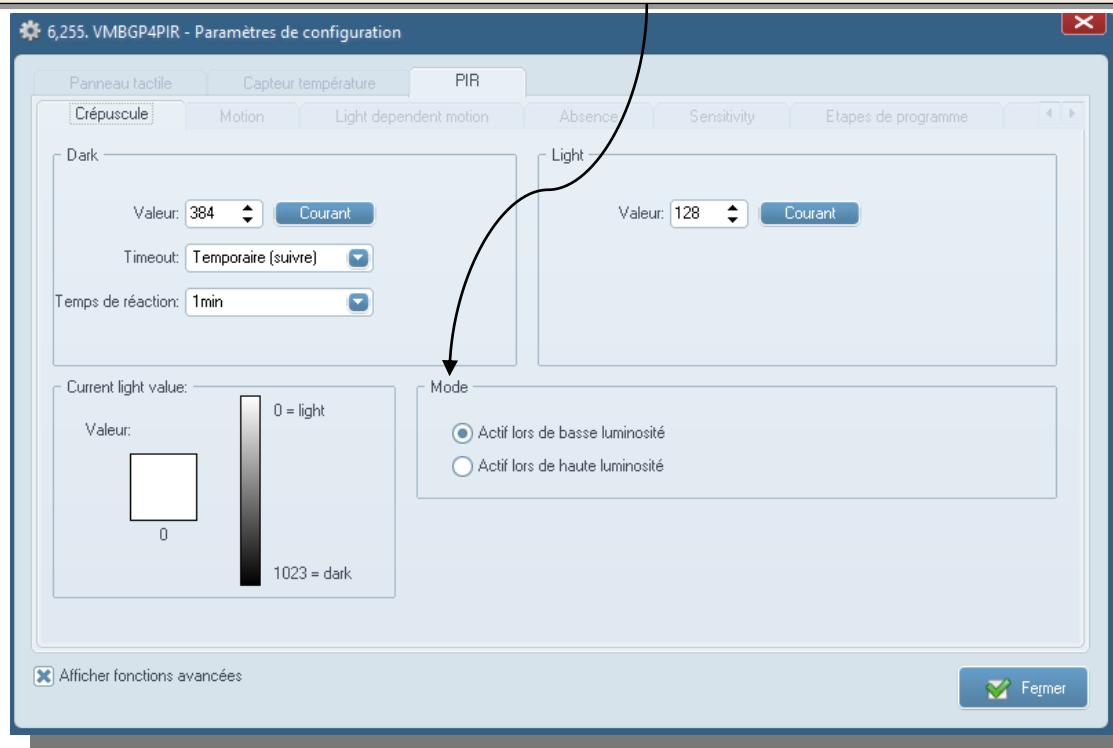 6,255. VMBGP4PIR - Paramètres de configuration
Panneau tactile Capteur température PIR
Crépuscule Motion Light dependent motion Absence Sensitivity Etapes de programme
Dark
Valeur: 384 Courant
Timeout: Temporaire (suivre)
Temps de réaction: 1min
Light
Valeur: 128 Courant
Current light value:
Valeur:
0
0 = light
1023 = dark
Mode
Actif lors de basse luminosité
Actif lors de haute luminosité
Afficher fonctions avancées
Fermer